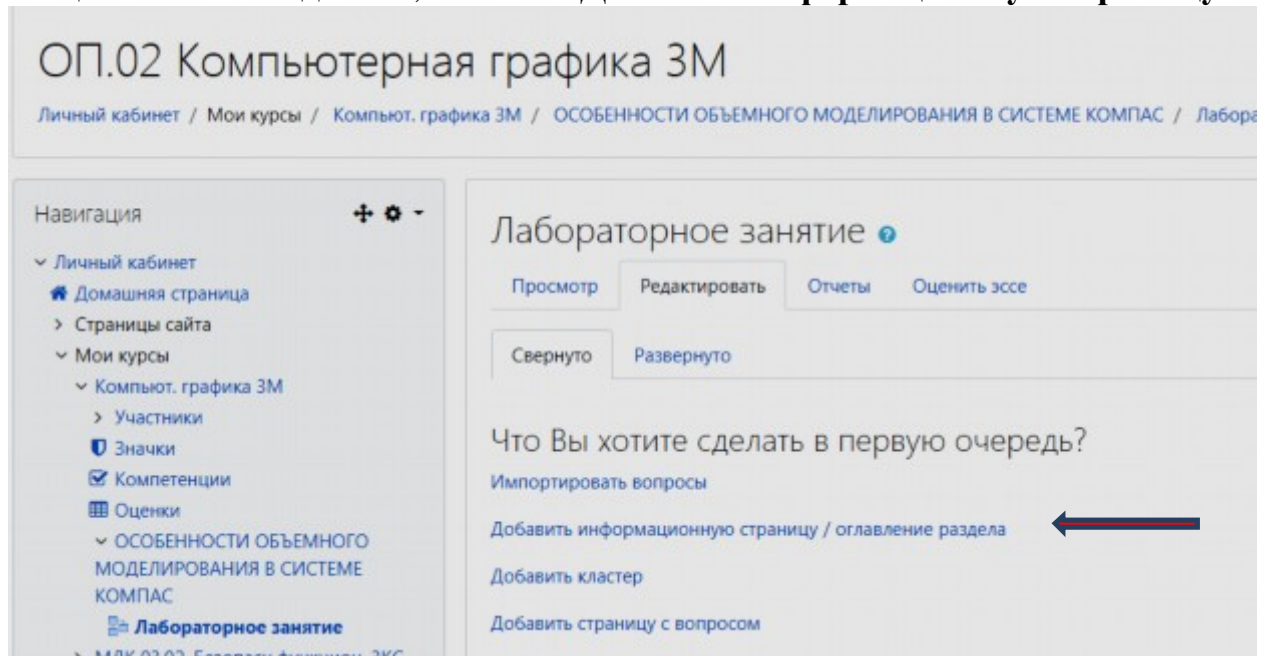 ОП.02 Компьютерная графика 3М
Личный кабинет / Мои курсы / Компьют. графика 3М / ОСОБЕННОСТИ ОБЪЕМНОГО МОДЕЛИРОВАНИЯ В СИСТЕМЕ КОМПАС / Лабора
Навигация
Личный кабинет
Домашняя страница
Страницы сайта
Мои курсы
Компьют. графика 3М
Участники
Значки
Компетенции
Оценки
ОСОБЕННОСТИ ОБЪЕМНОГО
МОДЕЛИРОВАНИЯ В СИСТЕМЕ
КОМПАС
Лабораторное занятие
Лабораторное занятие
Просмотр Редактировать Отчеты Оценить эссе
Свернуто Развернуто
Что Вы хотите сделать в первую очередь?
Импортировать вопросы
Добавить информационную страницу / оглавление раздела
Добавить кластер
Добавить страницу с вопросом